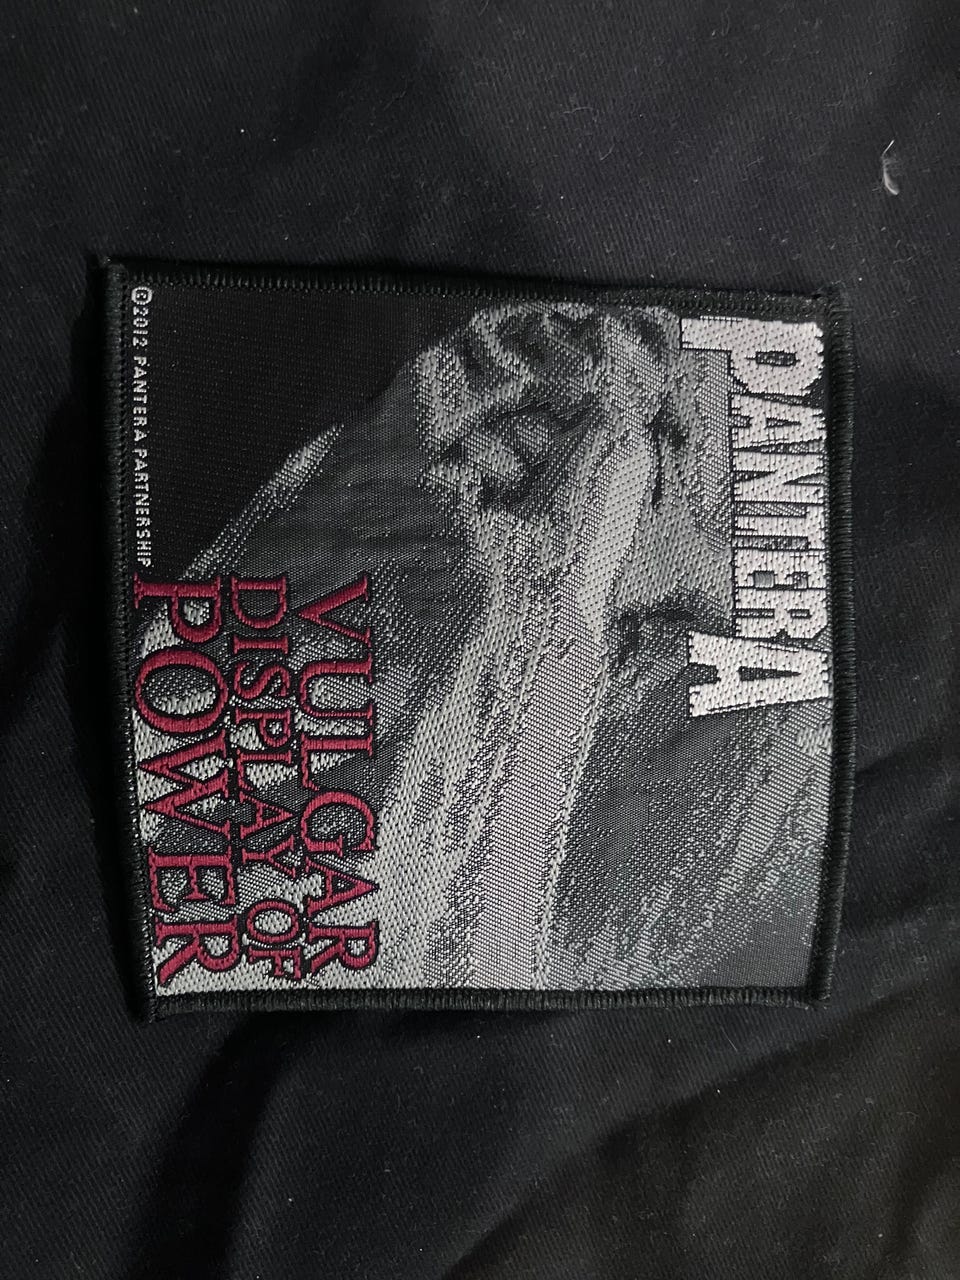 PANTERA
VULGAR
DISPLAY OF
POWER
©2012 PANTERA PARTNERSHIP